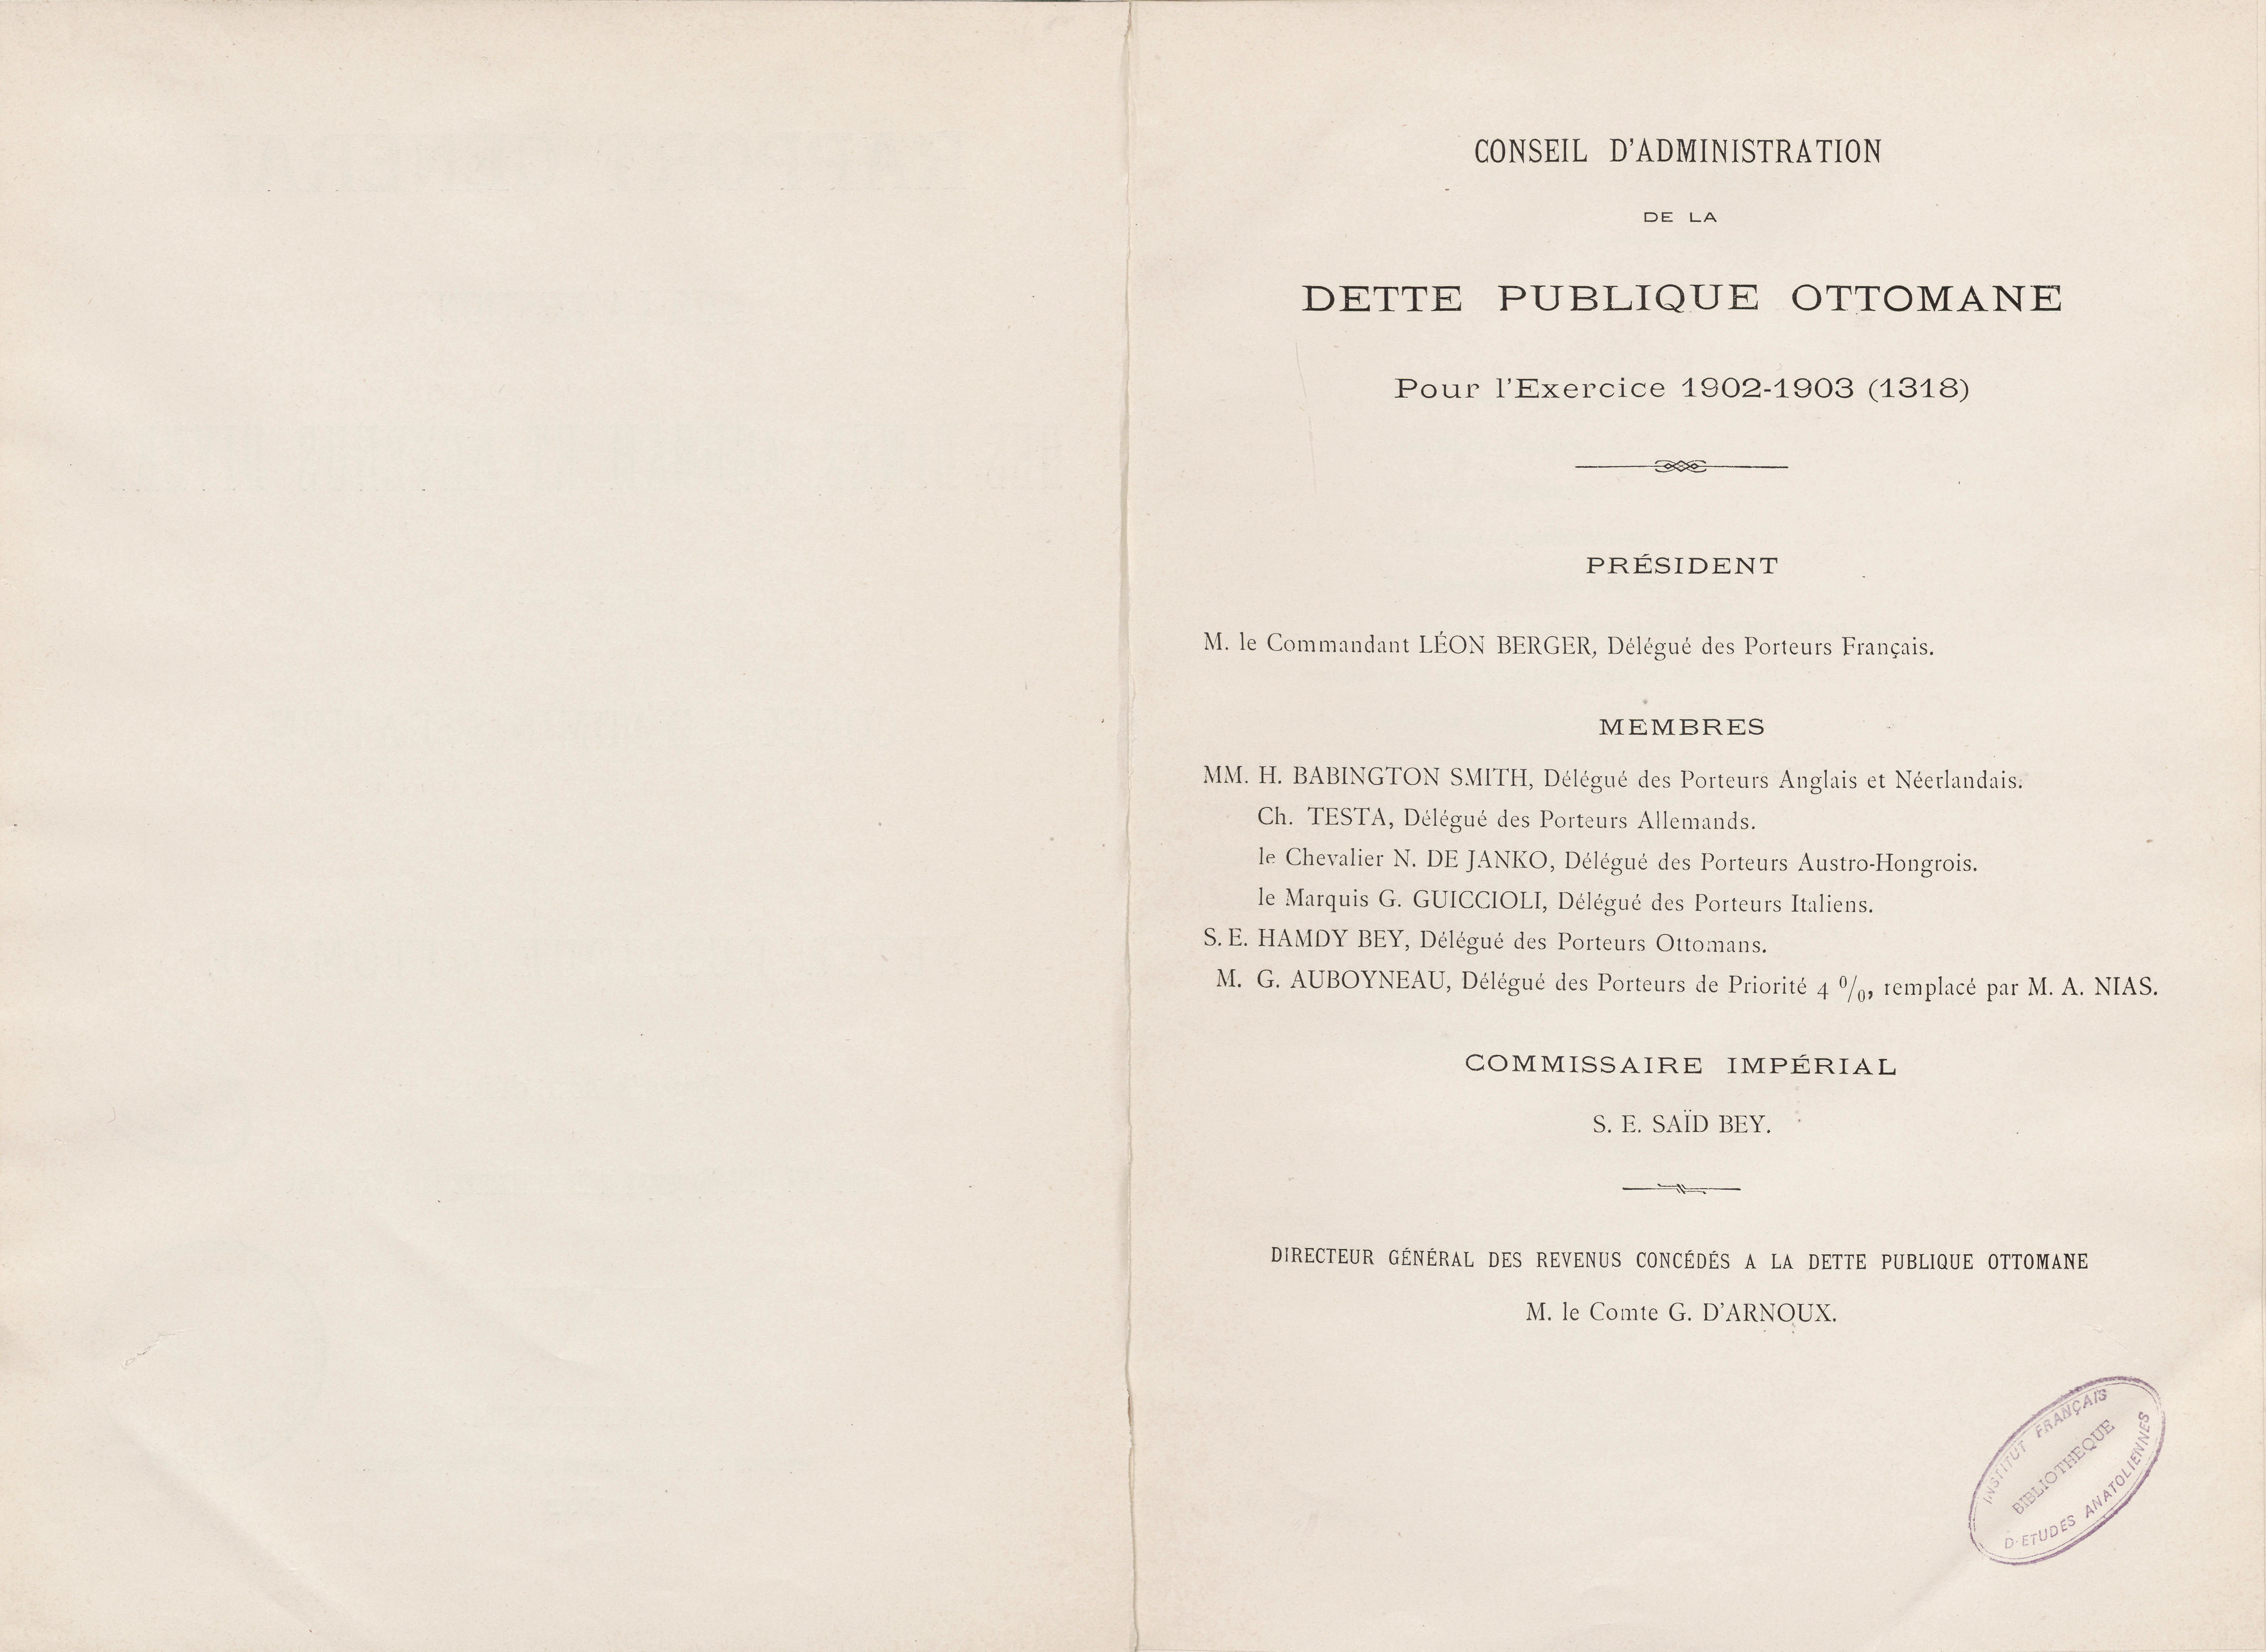 CONSEIL D'ADMINISTRATION
DE LA
DETTE PUBLIQUE OTTOMANE
Pour l'Exercice 1902-1903 (1318)
PRÉSIDENT
M. le Commandant LÉON BERGER, Délégué des Porteurs Français.
MEMBRES
MM. H. BABINGTON SMITH, Délégué des Porteurs Anglais et Néerlandais.
Ch. TESTA, Délégué des Porteurs Allemands.
le Chevalier N. DE JANKO, Délégué des Porteurs Austro-Hongrois.
le Marquis G. GUICCIOLI, Délégué des Porteurs Italiens.
S. E. HAMDY BEY, Délégué des Porteurs Ottomans.
M. G. AUBOYNEAU, Délégué des Porteurs de Priorité 4 0/0, remplacé par M. A. NIAS.
COMMISSAIRE IMPÉRIAL
S. E. SAÏD BEY.
DIRECTEUR GÉNÉRAL DES REVENUS CONCÉDÉS A LA DETTE PUBLIQUE OTTOMANE
M. le Comte G. D'ARNOUX.
INSTITUT FRANÇAIS
BIBLIOTHEQUE
D'ETUDES ANATOLIENNES